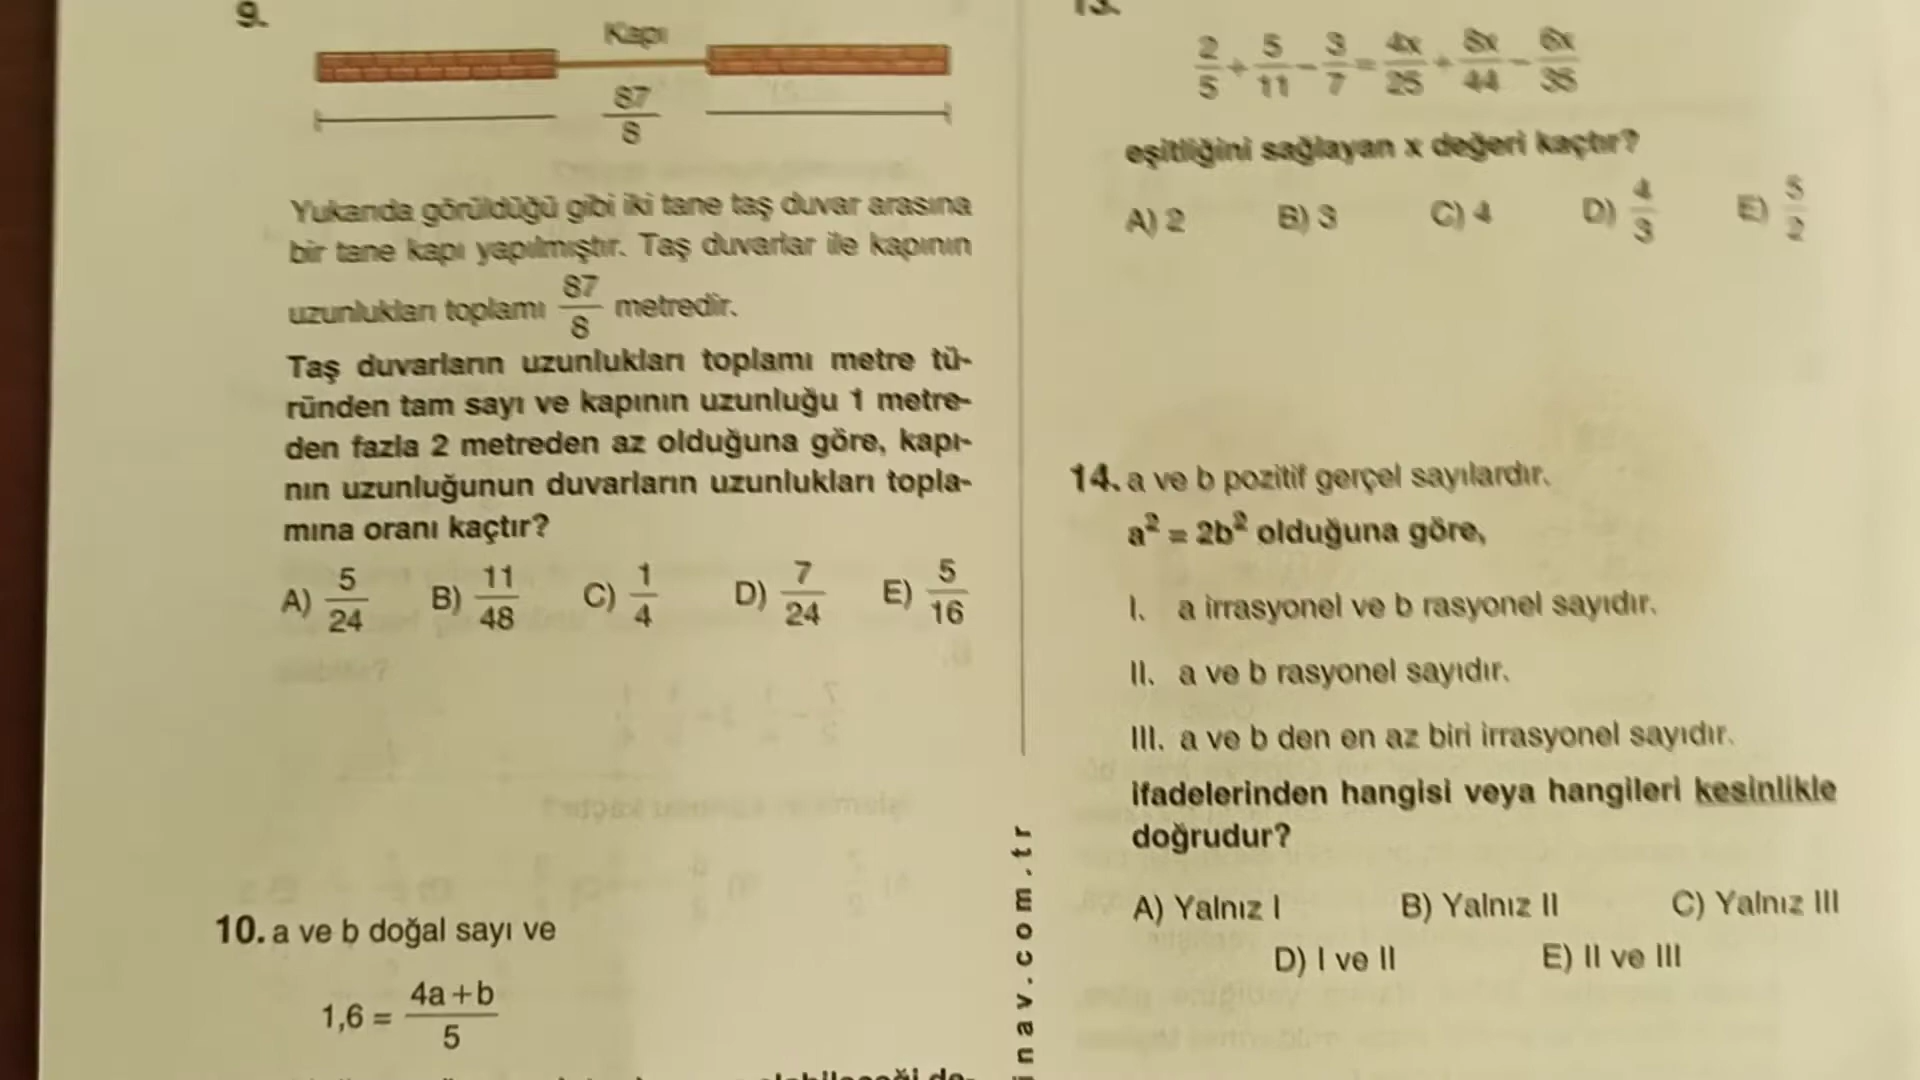 9.
Kapı
87
8
Yukarıda görüldüğü gibi iki tane taş duvar arasına
bir tane kapı yapılmıştır. Taş duvarlar ile kapının
uzunlukları toplamı 87/8 metredir.
Taş duvarların uzunlukları toplamı metre tü-
ründen tam sayı ve kapının uzunluğu 1 metre-
den fazla 2 metreden az olduğuna göre, kapı-
nın uzunluğunun duvarların uzunlukları topla-
mına oranı kaçtır?
A) 5/24 B) 11/48 C) 1/4 D) 7/24 E) 5/16
10. a ve b doğal sayı ve
1,6 = (4a+b)/5
13.
2/5 + 5/11 − 3/7 = 4x/25 + 8x/44 − 6x/35
eşitliğini sağlayan x değeri kaçtır?
A) 2 B) 3 C) 4 D) 4/3 E) 5/2
14. a ve b pozitif gerçel sayılardır.
a² = 2b² olduğuna göre,
I. a irrasyonel ve b rasyonel sayıdır.
II. a ve b rasyonel sayıdır.
III. a ve b den en az biri irrasyonel sayıdır.
ifadelerinden hangisi veya hangileri kesinlikle
doğrudur?
A) Yalnız I B) Yalnız II C) Yalnız III
D) I ve II E) II ve III
inav.com.tr